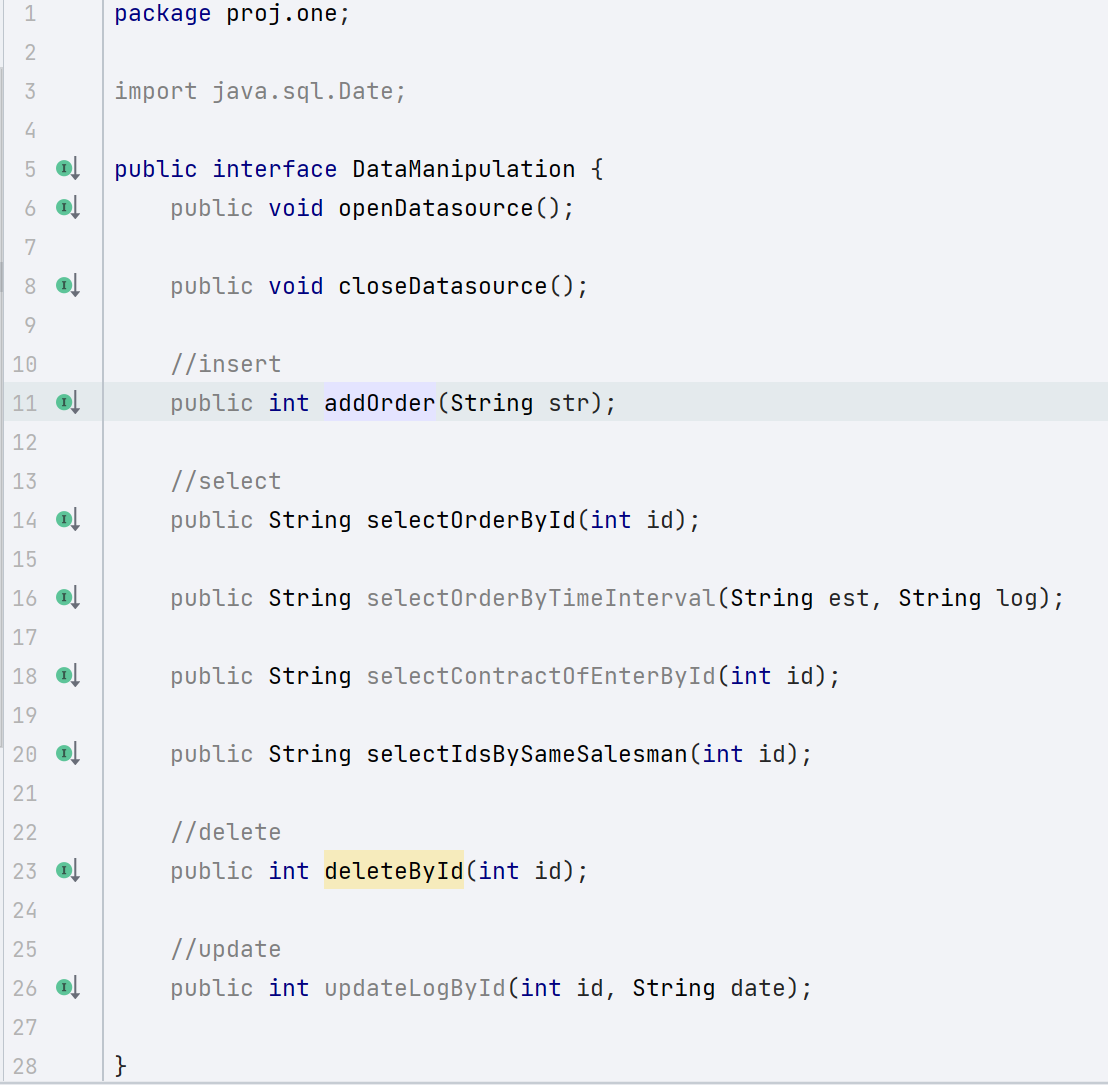 1 package proj.one;
2
3 import java.sql.Date;
4
5 public interface DataManipulation {
6 public void openDatasource();
7
8 public void closeDatasource();
9
10 //insert
11 public int addOrder(String str);
12
13 //select
14 public String selectOrderById(int id);
15
16 public String selectOrderByTimeInterval(String est, String log);
17
18 public String selectContractOfEnterById(int id);
19
20 public String selectIdsBySameSalesman(int id);
21
22 //delete
23 public int deleteById(int id);
24
25 //update
26 public int updateLogById(int id, String date);
27
28 }